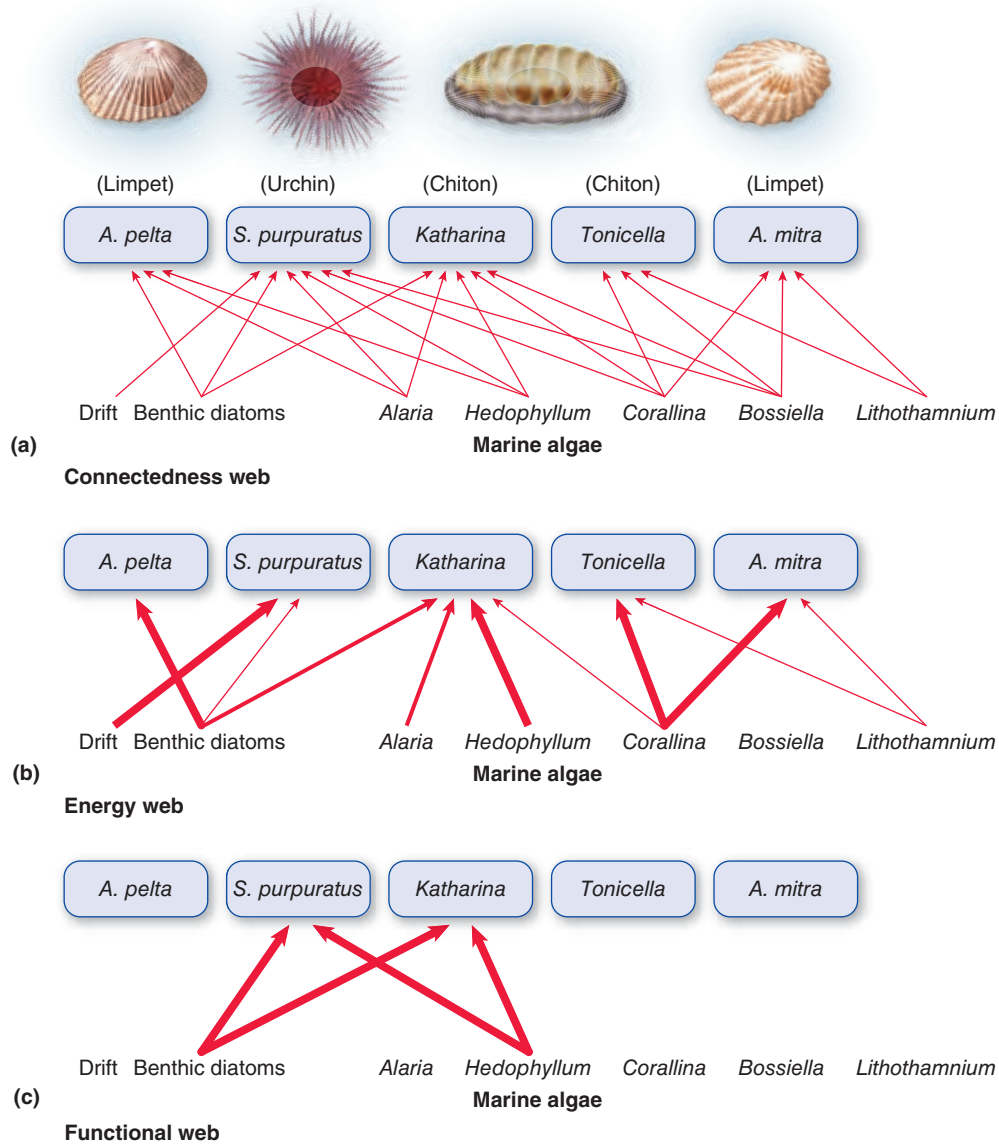 (Limpet) (Urchin) (Chiton) (Chiton) (Limpet)
A. pelta S. purpuratus Katharina Tonicella A. mitra
Drift Benthic diatoms Alaria Hedophyllum Corallina Bossiella Lithothamnium
(a) Marine algae
Connectedness web
A. pelta S. purpuratus Katharina Tonicella A. mitra
Drift Benthic diatoms Alaria Hedophyllum Corallina Bossiella Lithothamnium
(b) Marine algae
Energy web
A. pelta S. purpuratus Katharina Tonicella A. mitra
Drift Benthic diatoms Alaria Hedophyllum Corallina Bossiella Lithothamnium
(c) Marine algae
Functional web